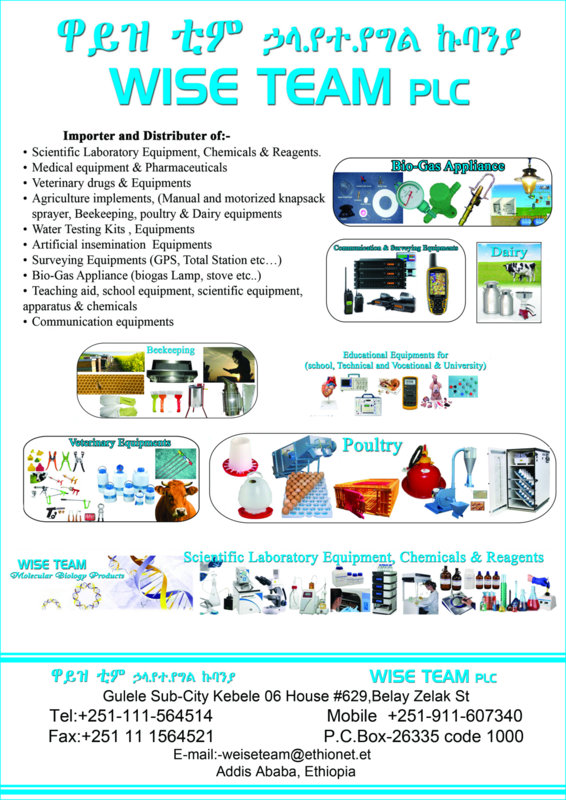 ዋይዝ ቲም ኃላ.የተ.የግል ኩባንያ
WISE TEAM PLC
Importer and Distributer of:-
• Scientific Laboratory Equipment, Chemicals & Reagents.
• Medical equipment & Pharmaceuticals
• Veterinary drugs & Equipments
• Agriculture implements, (Manual and motorized knapsack
sprayer, Beekeeping, poultry & Dairy equipments
• Water Testing Kits , Equipments
• Artificial insemination Equipments
• Surveying Equipments (GPS, Total Station etc…)
• Bio-Gas Appliance (biogas Lamp, stove etc..)
• Teaching aid, school equipment, scientific equipment,
apparatus & chemicals
• Communication equipments
Bio-Gas Appliance
Communication & Surveying Equipments
Dairy
Beekeeping
Educational Equipments for
(school, Technical and Vocational & University)
Veterinary Equipments
Poultry
Scientific Laboratory Equipment, Chemicals & Reagents
WISE TEAM
Molecular Biology Products
ዋይዝ ቲም ኃላ.የተ.የግል ኩባንያ
WISE TEAM PLC
Gulele Sub-City Kebele 06 House #629,Belay Zelak St
Tel:+251-111-564514
Mobile +251-911-607340
Fax:+251 11 1564521
P.C.Box-26335 code 1000
E-mail:-weiseteam@ethionet.et
Addis Ababa, Ethiopia